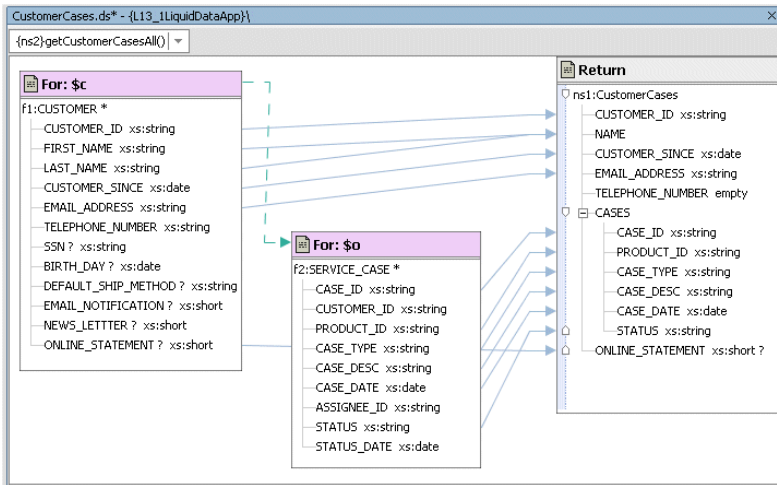 CustomerCases.ds* - {L13_1LiquidDataApp}\
{ns2}getCustomerCasesAll()
For: $c
f1:CUSTOMER *
CUSTOMER_ID xs:string
FIRST_NAME xs:string
LAST_NAME xs:string
CUSTOMER_SINCE xs:date
EMAIL_ADDRESS xs:string
TELEPHONE_NUMBER xs:string
SSN ? xs:string
BIRTH_DAY ? xs:date
DEFAULT_SHIP_METHOD ? xs:string
EMAIL_NOTIFICATION ? xs:short
NEWS_LETTTER ? xs:short
ONLINE_STATEMENT ? xs:short
For: $o
f2:SERVICE_CASE *
CASE_ID xs:string
CUSTOMER_ID xs:string
PRODUCT_ID xs:string
CASE_TYPE xs:string
CASE_DESC xs:string
CASE_DATE xs:date
ASSIGNEE_ID xs:string
STATUS xs:string
STATUS_DATE xs:date
Return
ns1:CustomerCases
CUSTOMER_ID xs:string
NAME
CUSTOMER_SINCE xs:date
EMAIL_ADDRESS xs:string
TELEPHONE_NUMBER empty
CASES
CASE_ID xs:string
PRODUCT_ID xs:string
CASE_TYPE xs:string
CASE_DESC xs:string
CASE_DATE xs:date
STATUS xs:string
ONLINE_STATEMENT xs:short ?